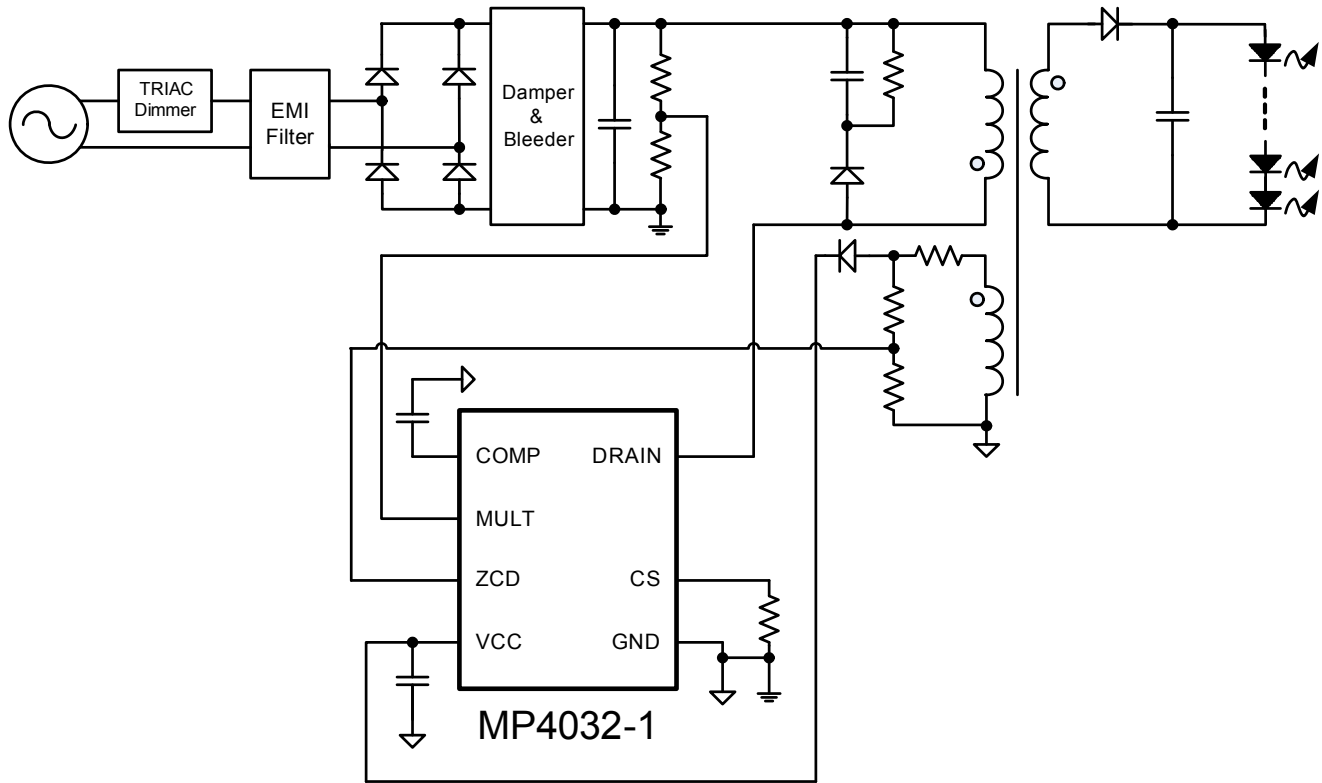 TRIAC
Dimmer
EMI
Filter
Damper
&
Bleeder
COMP
DRAIN
MULT
ZCD
CS
VCC
GND
MP4032-1